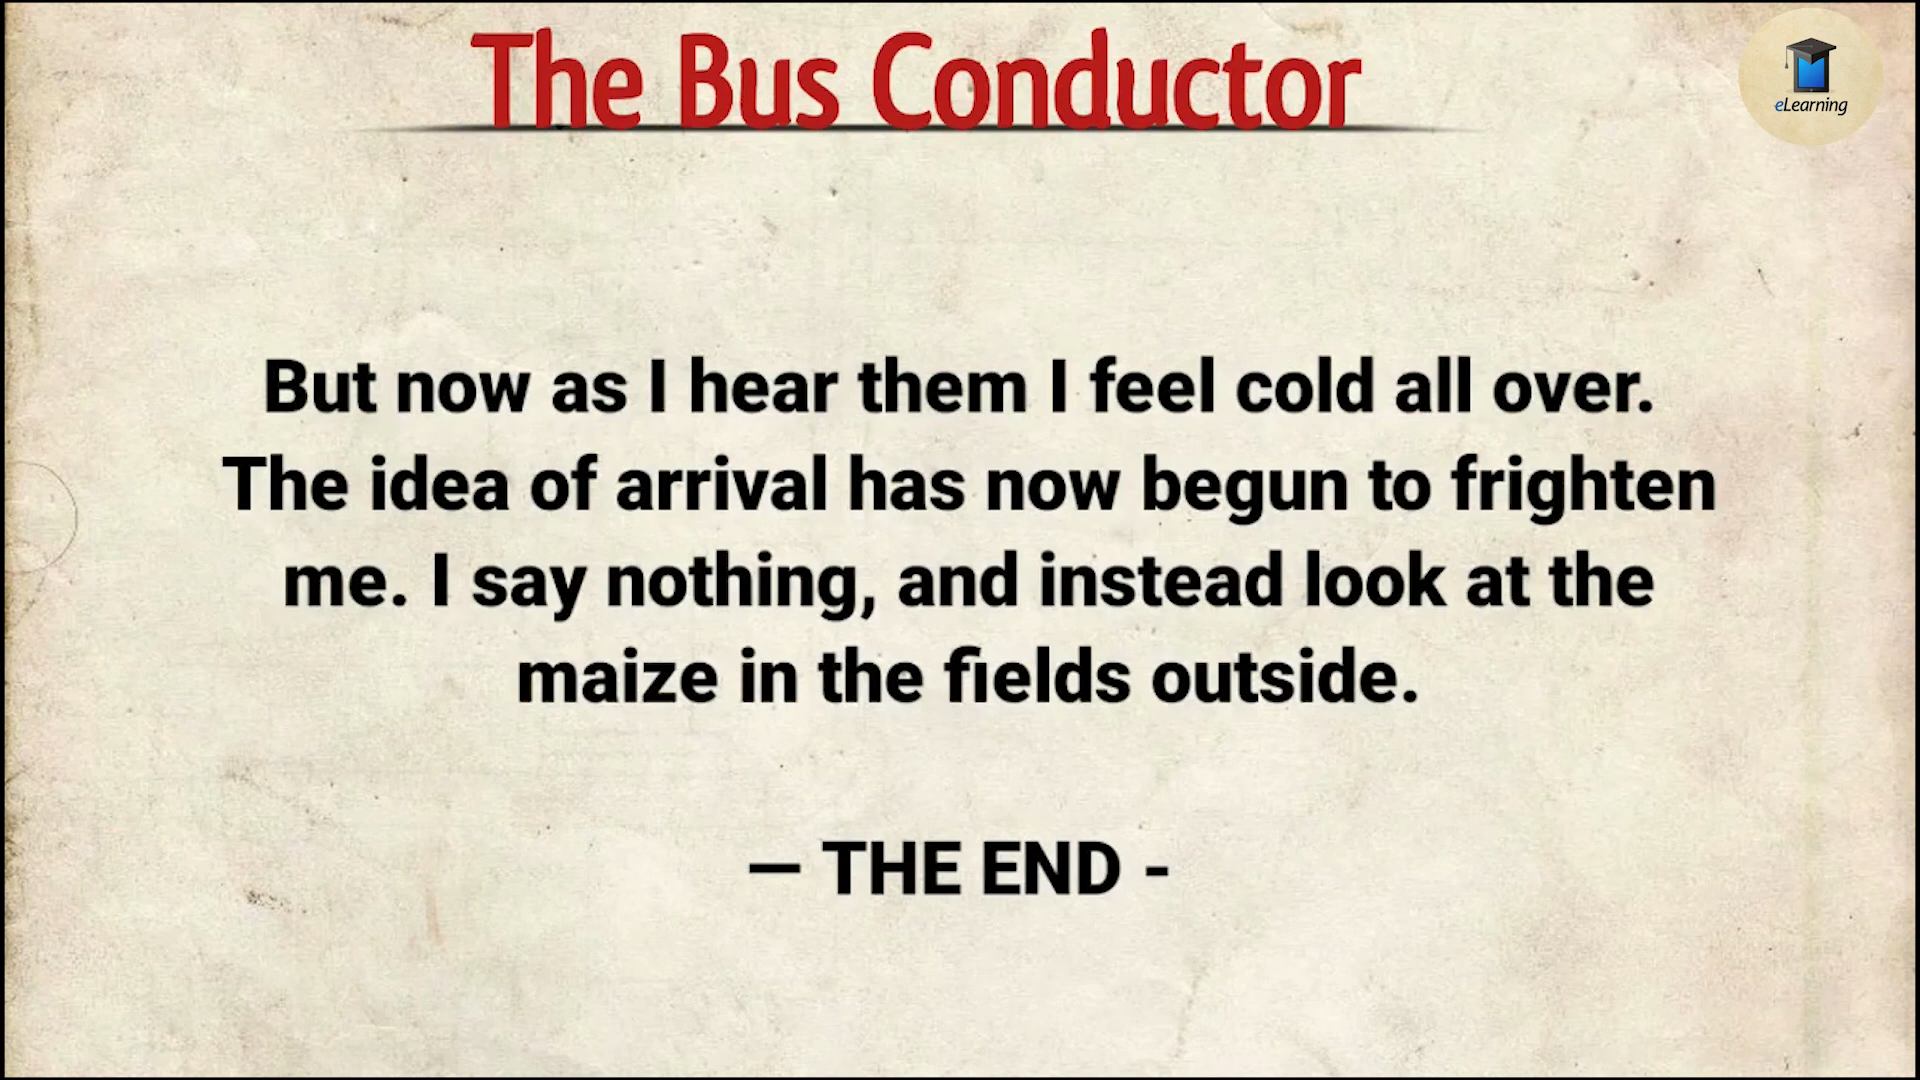 The Bus Conductor
eLearning
But now as I hear them I feel cold all over.
The idea of arrival has now begun to frighten
me. I say nothing, and instead look at the
maize in the fields outside.
— THE END -